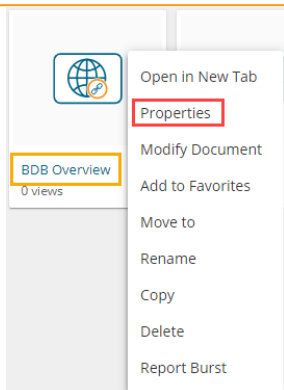 Open in New Tab
Properties
Modify Document
BDB Overview
0 views
Add to Favorites
Move to
Rename
Copy
Delete
Report Burst